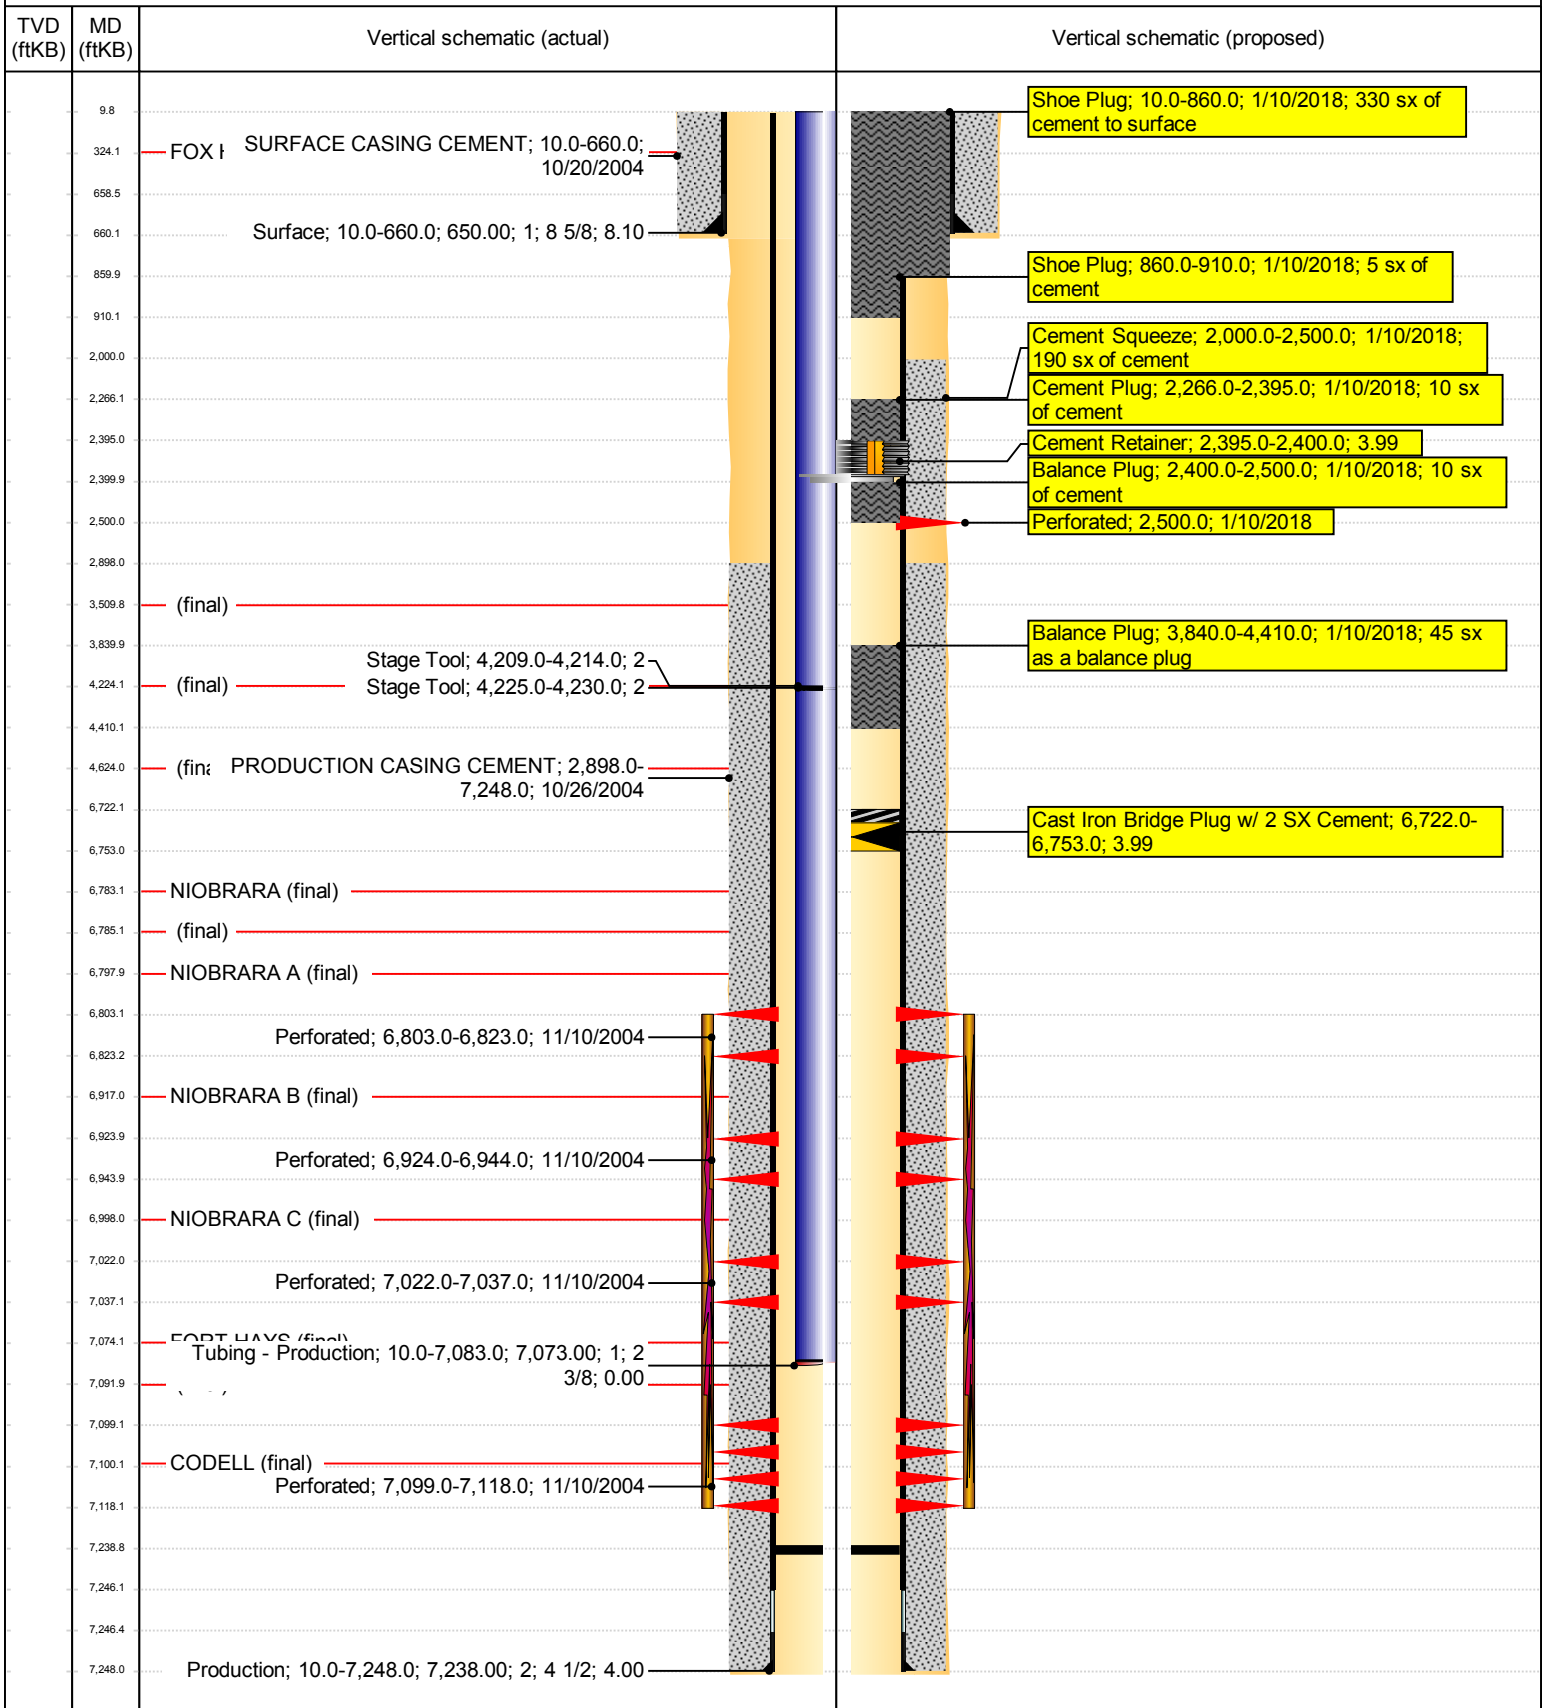 TVD (ftKB)
MD (ftKB)
Vertical schematic (actual)
Vertical schematic (proposed)
9.8
324.1
658.5
660.1
859.9
910.1
2,000.0
2,266.1
2,395.0
2,399.9
2,500.0
2,898.0
3,509.8
3,839.9
4,224.1
4,410.1
4,624.0
6,722.1
6,753.0
6,783.1
6,785.1
6,797.9
6,803.1
6,823.2
6,917.0
6,923.9
6,943.9
6,998.0
7,022.0
7,037.1
7,074.1
7,091.9
7,099.1
7,100.1
7,118.1
7,238.8
7,246.1
7,246.4
7,248.0
FOX
SURFACE CASING CEMENT; 10.0-660.0;
10/20/2004
Surface; 10.0-660.0; 650.00; 1; 8 5/8; 8.10
(final)
Stage Tool; 4,209.0-4,214.0; 2
(final)
Stage Tool; 4,225.0-4,230.0; 2
PRODUCTION CASING CEMENT; 2,898.0-
7,248.0; 10/26/2004
NIOBRARA (final)
(final)
NIOBRARA A (final)
Perforated; 6,803.0-6,823.0; 11/10/2004
NIOBRARA B (final)
Perforated; 6,924.0-6,944.0; 11/10/2004
NIOBRARA C (final)
Perforated; 7,022.0-7,037.0; 11/10/2004
FORT HAYS (final)
Tubing - Production; 10.0-7,083.0; 7,073.00; 1; 2
3/8; 0.00
CODELL (final)
Perforated; 7,099.0-7,118.0; 11/10/2004
Production; 10.0-7,248.0; 7,238.00; 2; 4 1/2; 4.00
Shoe Plug; 10.0-860.0; 1/10/2018; 330 sx of
cement to surface
Shoe Plug; 860.0-910.0; 1/10/2018; 5 sx of
cement
Cement Squeeze; 2,000.0-2,500.0; 1/10/2018;
190 sx of cement
Cement Plug; 2,266.0-2,395.0; 1/10/2018; 10 sx
of cement
Cement Retainer; 2,395.0-2,400.0; 3.99
Balance Plug; 2,400.0-2,500.0; 1/10/2018; 10 sx
of cement
Perforated; 2,500.0; 1/10/2018
Balance Plug; 3,840.0-4,410.0; 1/10/2018; 45 sx
as a balance plug
Cast Iron Bridge Plug w/ 2 SX Cement; 6,722.0-
6,753.0; 3.99